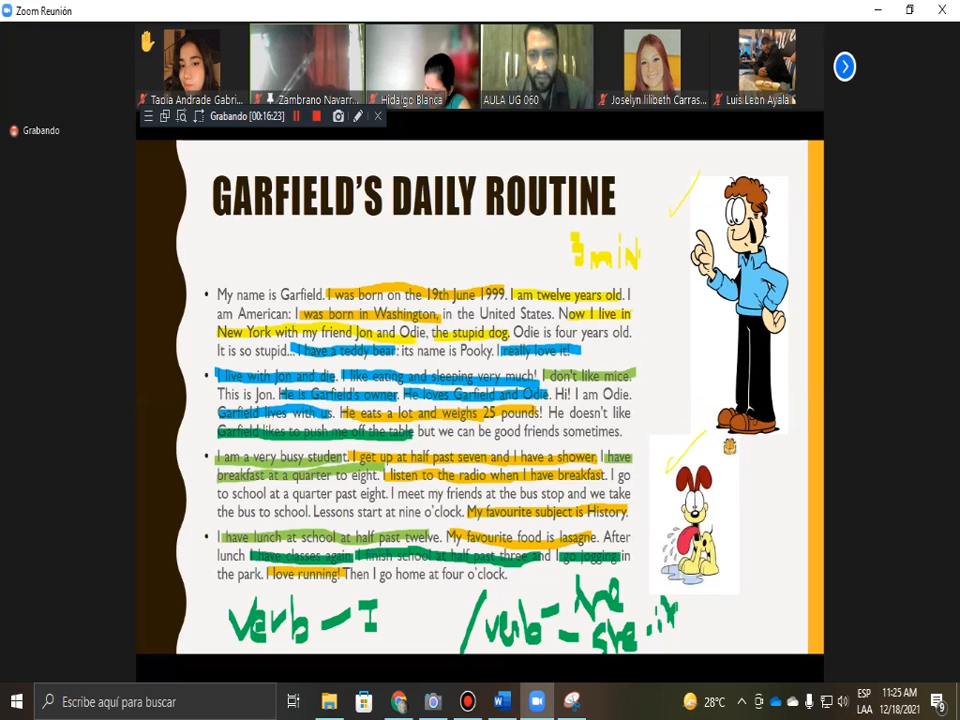 Zoom Reunión
Tapia Andrade Gabri...
Zambrano Navarr...
Hidalgo Blanca
AULA UG 060
Joselyn lilibeth Carras...
Luis León Ayala
Grabando [00:16:23]
Grabando
GARFIELD'S DAILY ROUTINE
3 min
• My name is Garfield. I was born on the 19th June 1999. I am twelve years old. I
am American: I was born in Washington, in the United States. Now I live in
New York with my friend Jon and Odie, the stupid dog. Odie is four years old.
It is so stupid... I have a teddy bear: its name is Pooky. I really love it!
• I live with Jon and die. I like eating and sleeping very much! I don't like mice.
This is Jon. He is Garfield's owner. He loves Garfield and Odie. Hi! I am Odie.
Garfield lives with us. He eats a lot and weighs 25 pounds! He doesn't like
Garfield likes to push me off the table but we can be good friends sometimes.
• I am a very busy student. I get up at half past seven and I have a shower, I have
breakfast at a quarter to eight. I listen to the radio when I have breakfast. I go
to school at a quarter past eight. I meet my friends at the bus stop and we take
the bus to school. Lessons start at nine o'clock. My favourite subject is History.
• I have lunch at school at half past twelve. My favourite food is lasagne. After
lunch I have classes again. I finish school at half past three and I go jogging in
the park. I love running! Then I go home at four o'clock.
verb - I
/ verb - he
- she - it
Escribe aquí para buscar
28°C
ESP
LAA
11:25 AM
12/18/2021
9